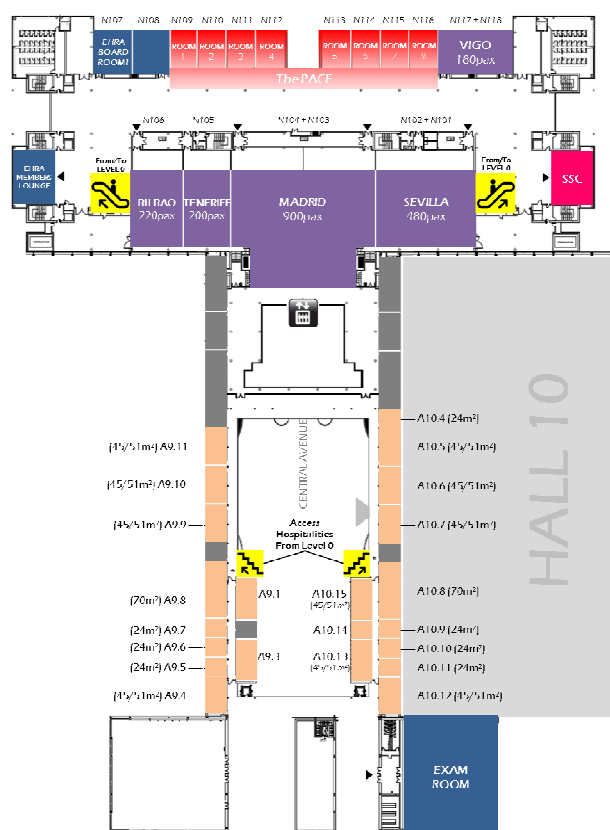 N107 N108 N109 N110 N111 N112 N113 N114 N115 N116 N117 + N118
EHRA
BOARD
ROOM1
ROOM
1
ROOM
2
ROOM
3
ROOM
4
ROOM
5
ROOM
6
ROOM
7
ROOM
8
VIGO
180pax
The PACE
N106 N105 N104 + N103 N102 + N101
EHRA
MEMBERS
LOUNGE
From/To
LEVEL 0
From/To
LEVEL 0
SSC
BILBAO
220pax
TENERIFE
200pax
MADRID
900pax
SEVILLA
480pax
HALL 10
CENTRAL AVENUE
A10.4 (24m²)
(45/51m²) A9.11
A10.5 (45/51m²)
(45/51m²) A9.10
A10.6 (45/51m²)
(45/51m²) A9.9
A10.7 (45/51m²)
Access
Hospitalities
From Level 0
A9.1
A10.15
(45/51m²)
A10.8 (70m²)
(70m²) A9.8
(24m²) A9.7
A10.14
A10.9 (24m²)
(24m²) A9.6
A10.10 (24m²)
A9.3
A10.13
(45/51m²)
(24m²) A9.5
A10.11 (24m²)
(45/51m²) A9.4
A10.12 (45/51m²)
EXAM
ROOM